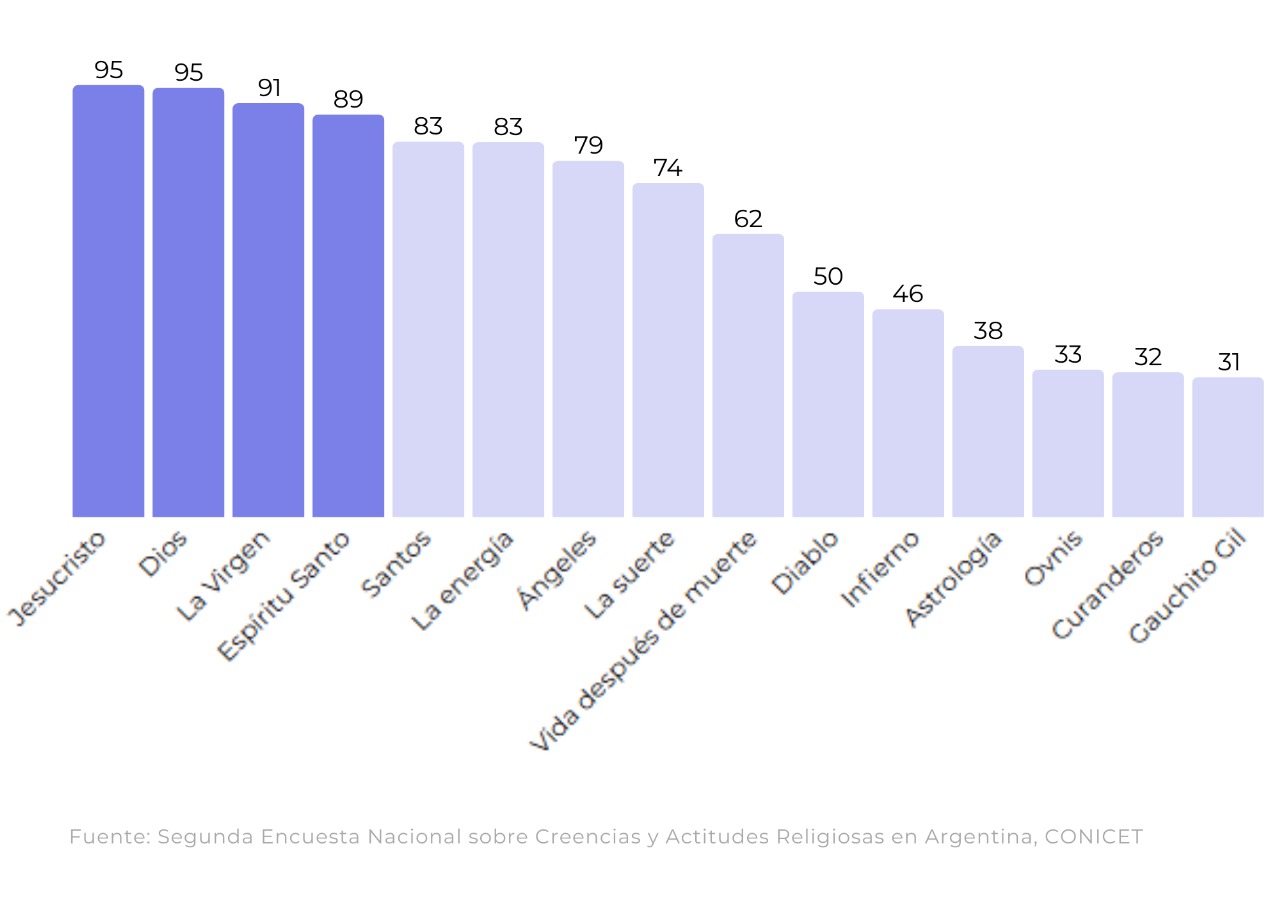 95
95
91
89
83
83
79
74
62
50
46
38
33
32
31
Jesucristo
Dios
La Virgen
Espíritu Santo
Santos
La energía
Ángeles
La suerte
Vida después de muerte
Diablo
Infierno
Astrología
Ovnis
Curanderos
Gauchito Gil
Fuente: Segunda Encuesta Nacional sobre Creencias y Actitudes Religiosas en Argentina, CONICET